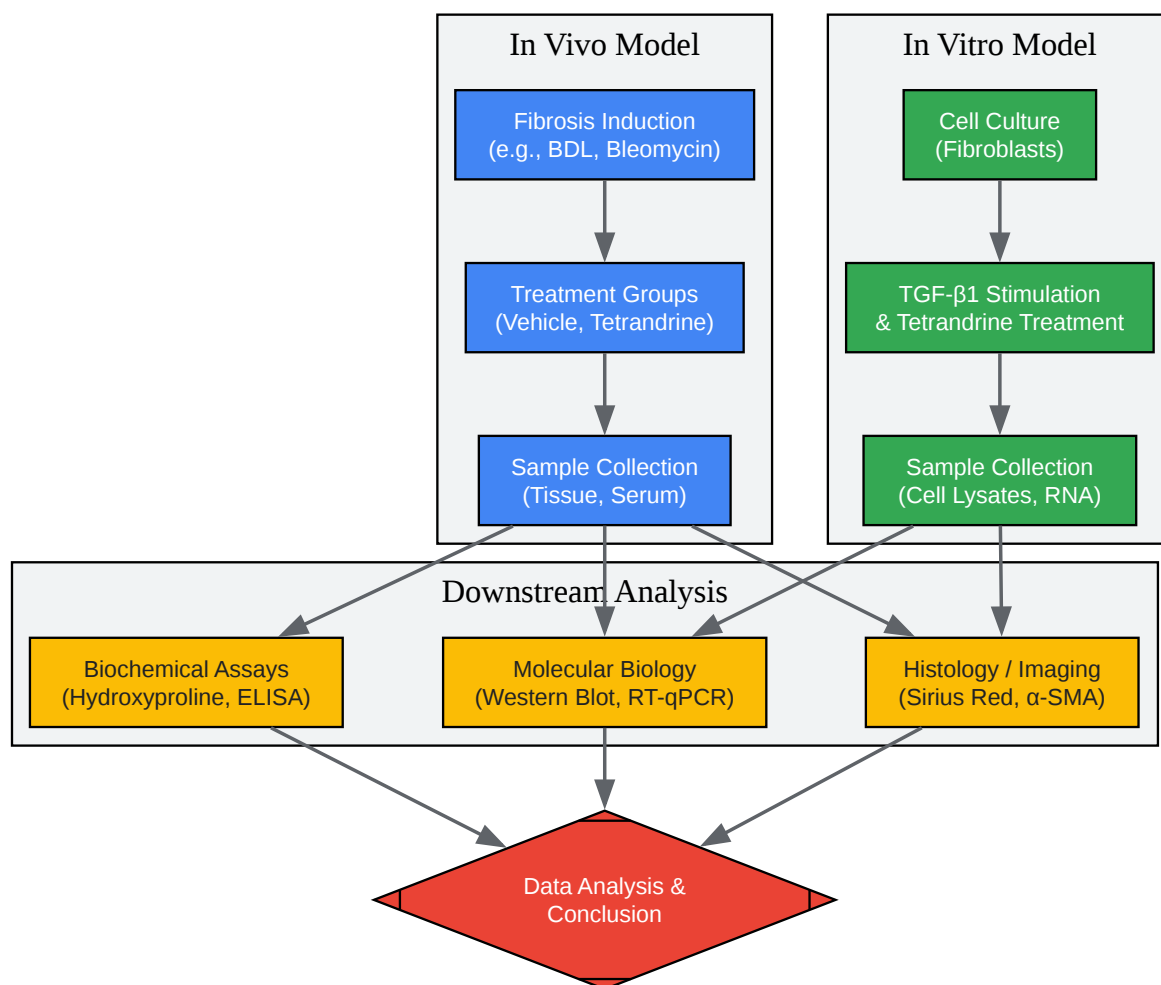 In Vivo Model
Fibrosis Induction
(e.g., BDL, Bleomycin)
Treatment Groups
(Vehicle, Tetrandrine)
Sample Collection
(Tissue, Serum)
In Vitro Model
Cell Culture
(Fibroblasts)
TGF-β1 Stimulation
& Tetrandrine Treatment
Sample Collection
(Cell Lysates, RNA)
Downstream Analysis
Biochemical Assays
(Hydroxyproline, ELISA)
Molecular Biology
(Western Blot, RT-qPCR)
Histology / Imaging
(Sirius Red, α-SMA)
Data Analysis &
Conclusion